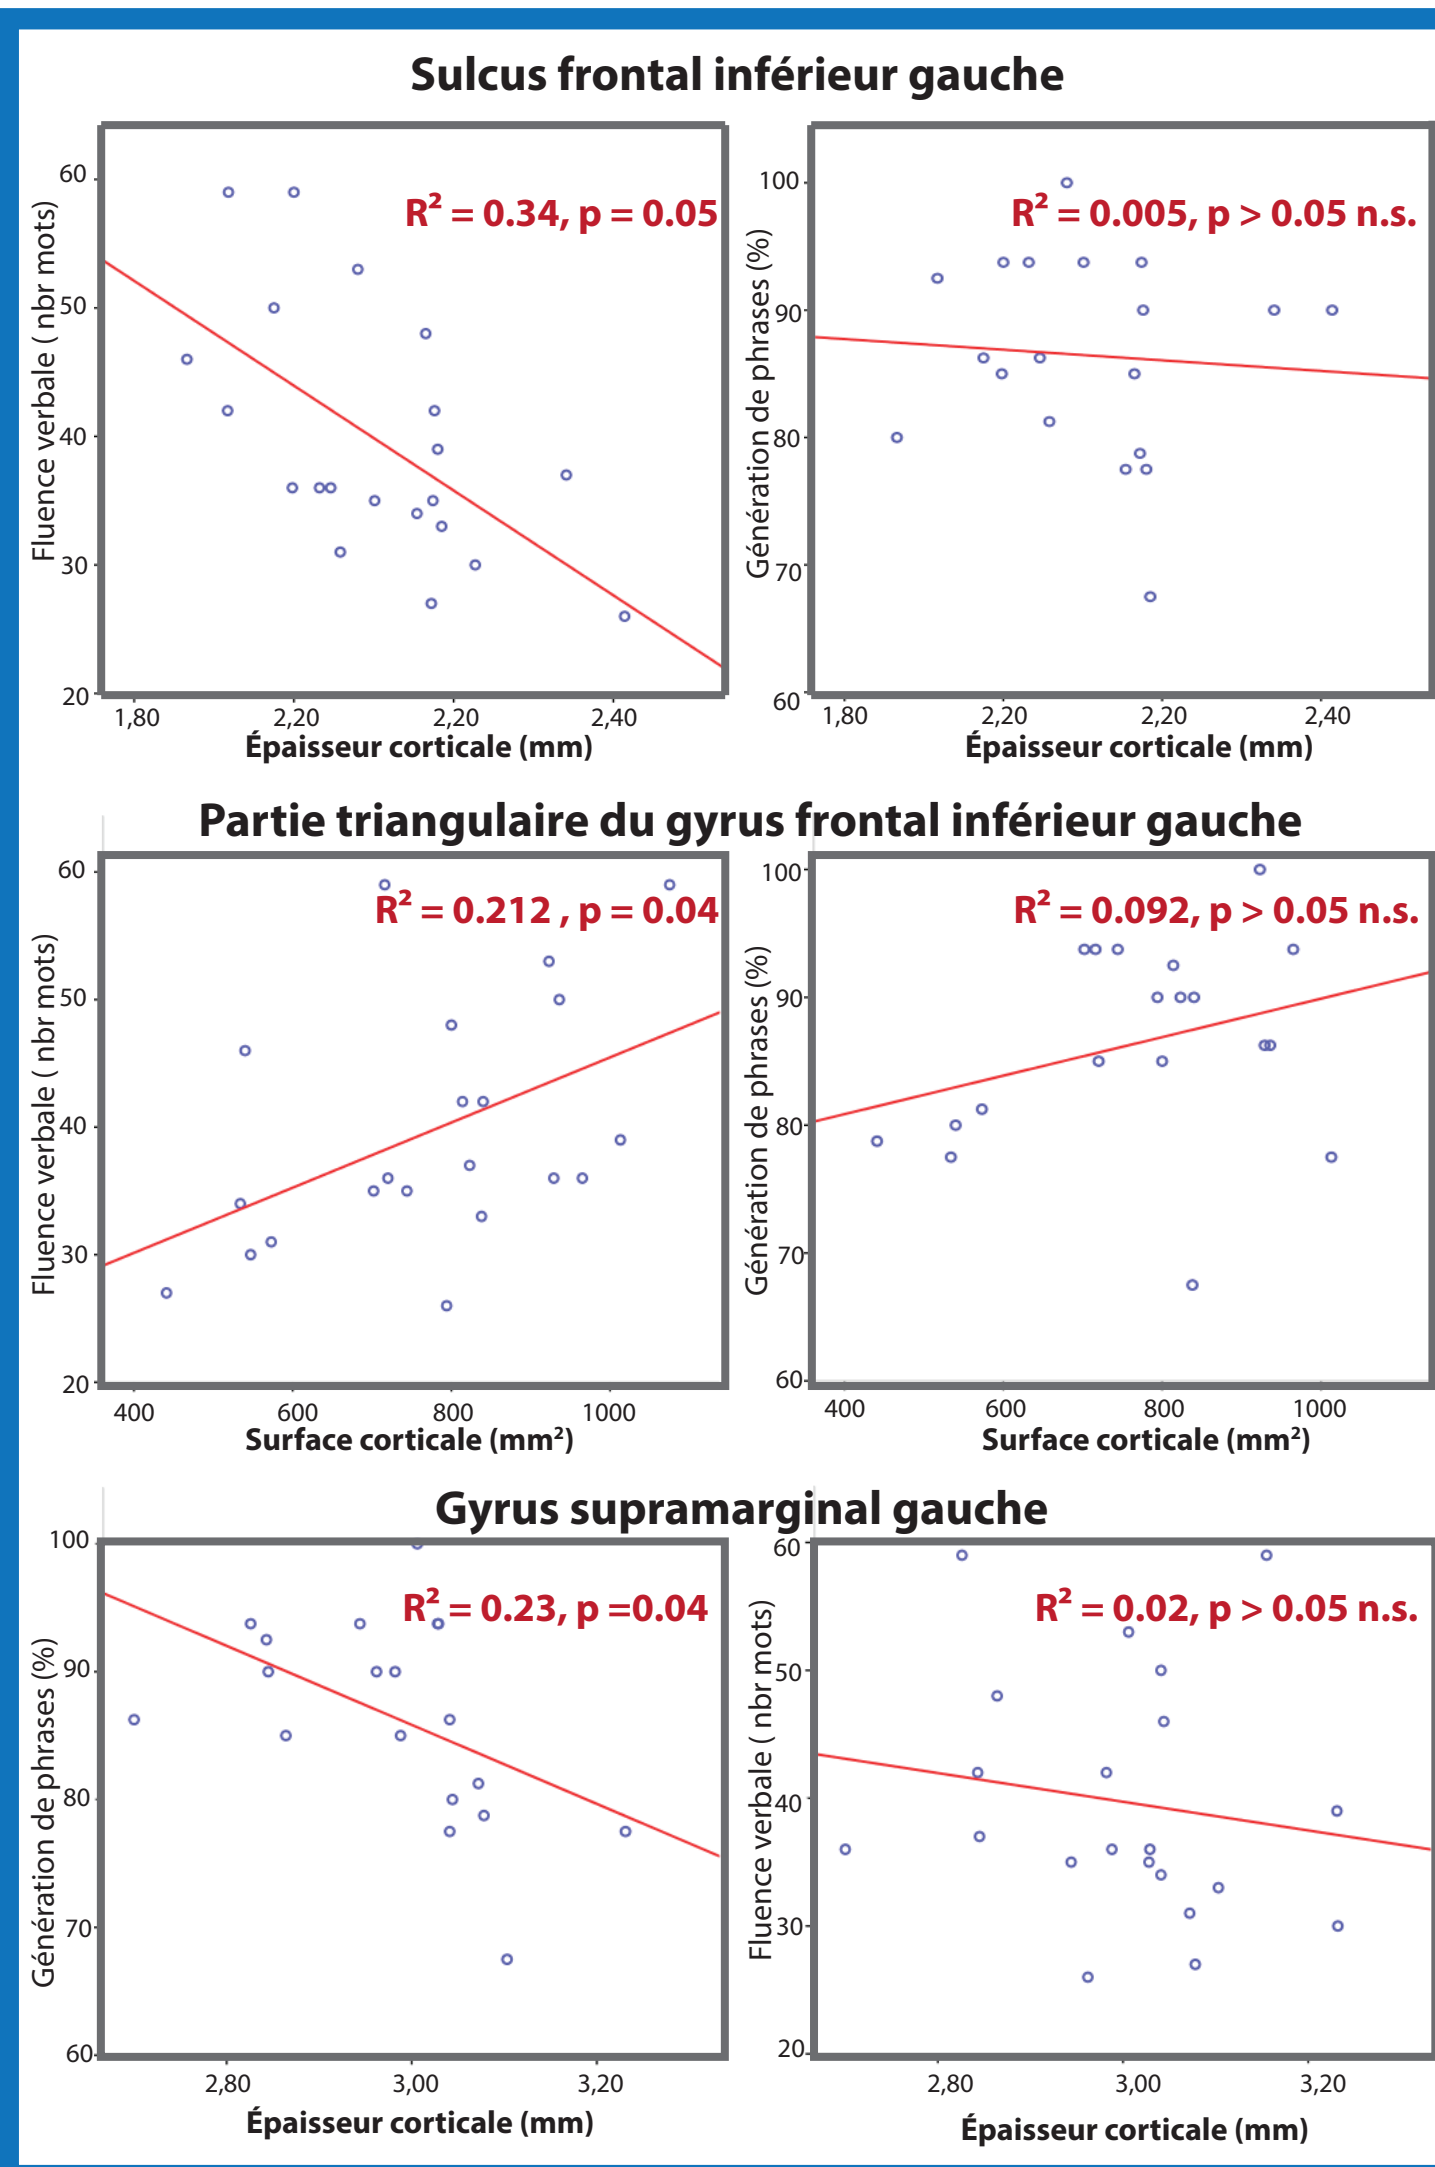 Sulcus frontal inférieur gauche
60
50
40
30
20
Fluence verbale ( nbr mots)
R² = 0.34, p = 0.05
1,80 2,20 2,20 2,40
Épaisseur corticale (mm)
100
90
80
70
60
Génération de phrases (%)
R² = 0.005, p > 0.05 n.s.
1,80 2,20 2,20 2,40
Épaisseur corticale (mm)
Partie triangulaire du gyrus frontal inférieur gauche
60
50
40
30
20
Fluence verbale ( nbr mots)
R² = 0.212 , p = 0.04
400 600 800 1000
Surface corticale (mm²)
100
90
80
70
60
Génération de phrases (%)
R² = 0.092, p > 0.05 n.s.
400 600 800 1000
Surface corticale (mm²)
Gyrus supramarginal gauche
100
90
80
70
60
Génération de phrases (%)
R² = 0.23, p =0.04
2,80 3,00 3,20
Épaisseur corticale (mm)
60
50
40
30
20
Fluence verbale ( nbr mots)
R² = 0.02, p > 0.05 n.s.
2,80 3,00 3,20
Épaisseur corticale (mm)